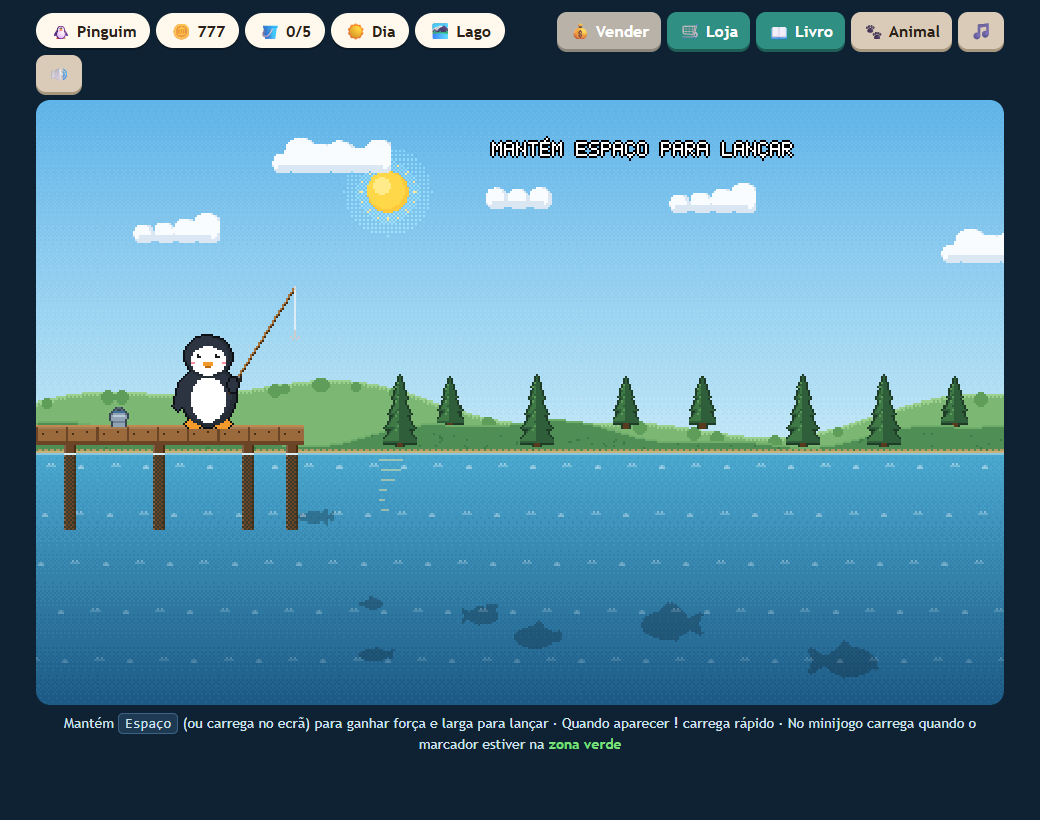 Pinguim 777 0/5 Dia Lago Vender Loja Livro Animal
MANTÉM ESPAÇO PARA LANÇAR
Mantém Espaço (ou carrega no ecrã) para ganhar força e larga para lançar · Quando aparecer ! carrega rápido · No minijogo carrega quando o
marcador estiver na zona verde